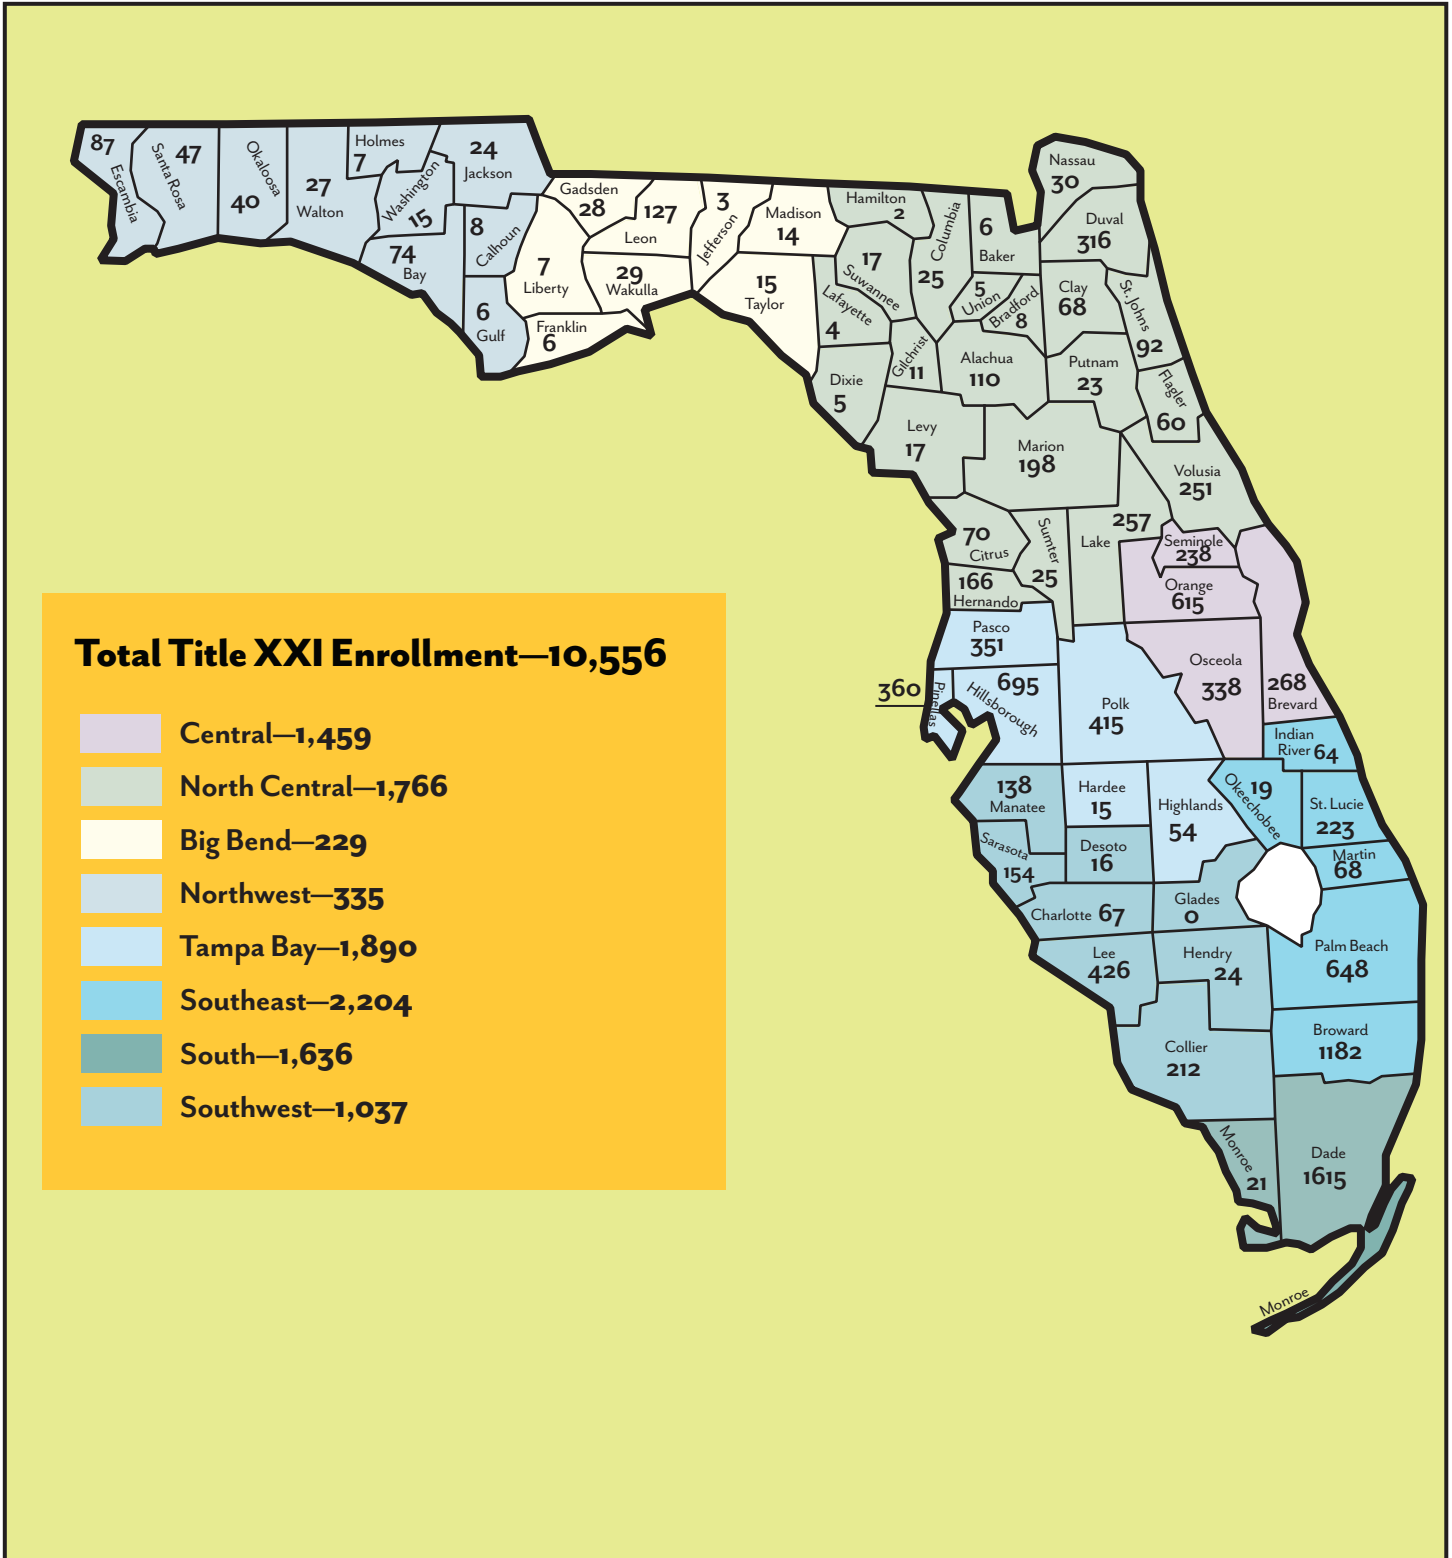 Holmes
7
87
Escambia
Santa Rosa
47
Okaloosa
40
27
Walton
Washington
15
24
Jackson
74
Bay
8
Calhoun
6
Gulf
Gadsden
28
127
Leon
3
Jefferson
Madison
14
7
Liberty
29
Wakulla
Franklin
6
15
Taylor
Hamilton
2
Columbia
25
6
Baker
Nassau
30
Duval
316
17
Suwannee
Lafayette
4
5
Union
Bradford
8
Clay
68
St. Johns
92
Gilchrist
11
Alachua
110
Putnam
23
Flagler
60
Dixie
5
Levy
17
Marion
198
Volusia
251
70
Citrus
Sumter
25
257
Lake
Seminole
238
166
Hernando
Orange
615
Pasco
351
360
Pinellas
695
Hillsborough
Polk
415
Osceola
338
268
Brevard
Indian
River 64
138
Manatee
Hardee
15
Highlands
54
19
Okeechobee
St. Lucie
223
Sarasota
154
Desoto
16
Martin
68
Charlotte 67
Glades
0
Lee
426
Hendry
24
Palm Beach
648
Collier
212
Broward
1182
Monroe
21
Dade
1615
Monroe
Total Title XXI Enrollment—10,556
Central—1,459
North Central—1,766
Big Bend—229
Northwest—335
Tampa Bay—1,890
Southeast—2,204
South—1,636
Southwest—1,037